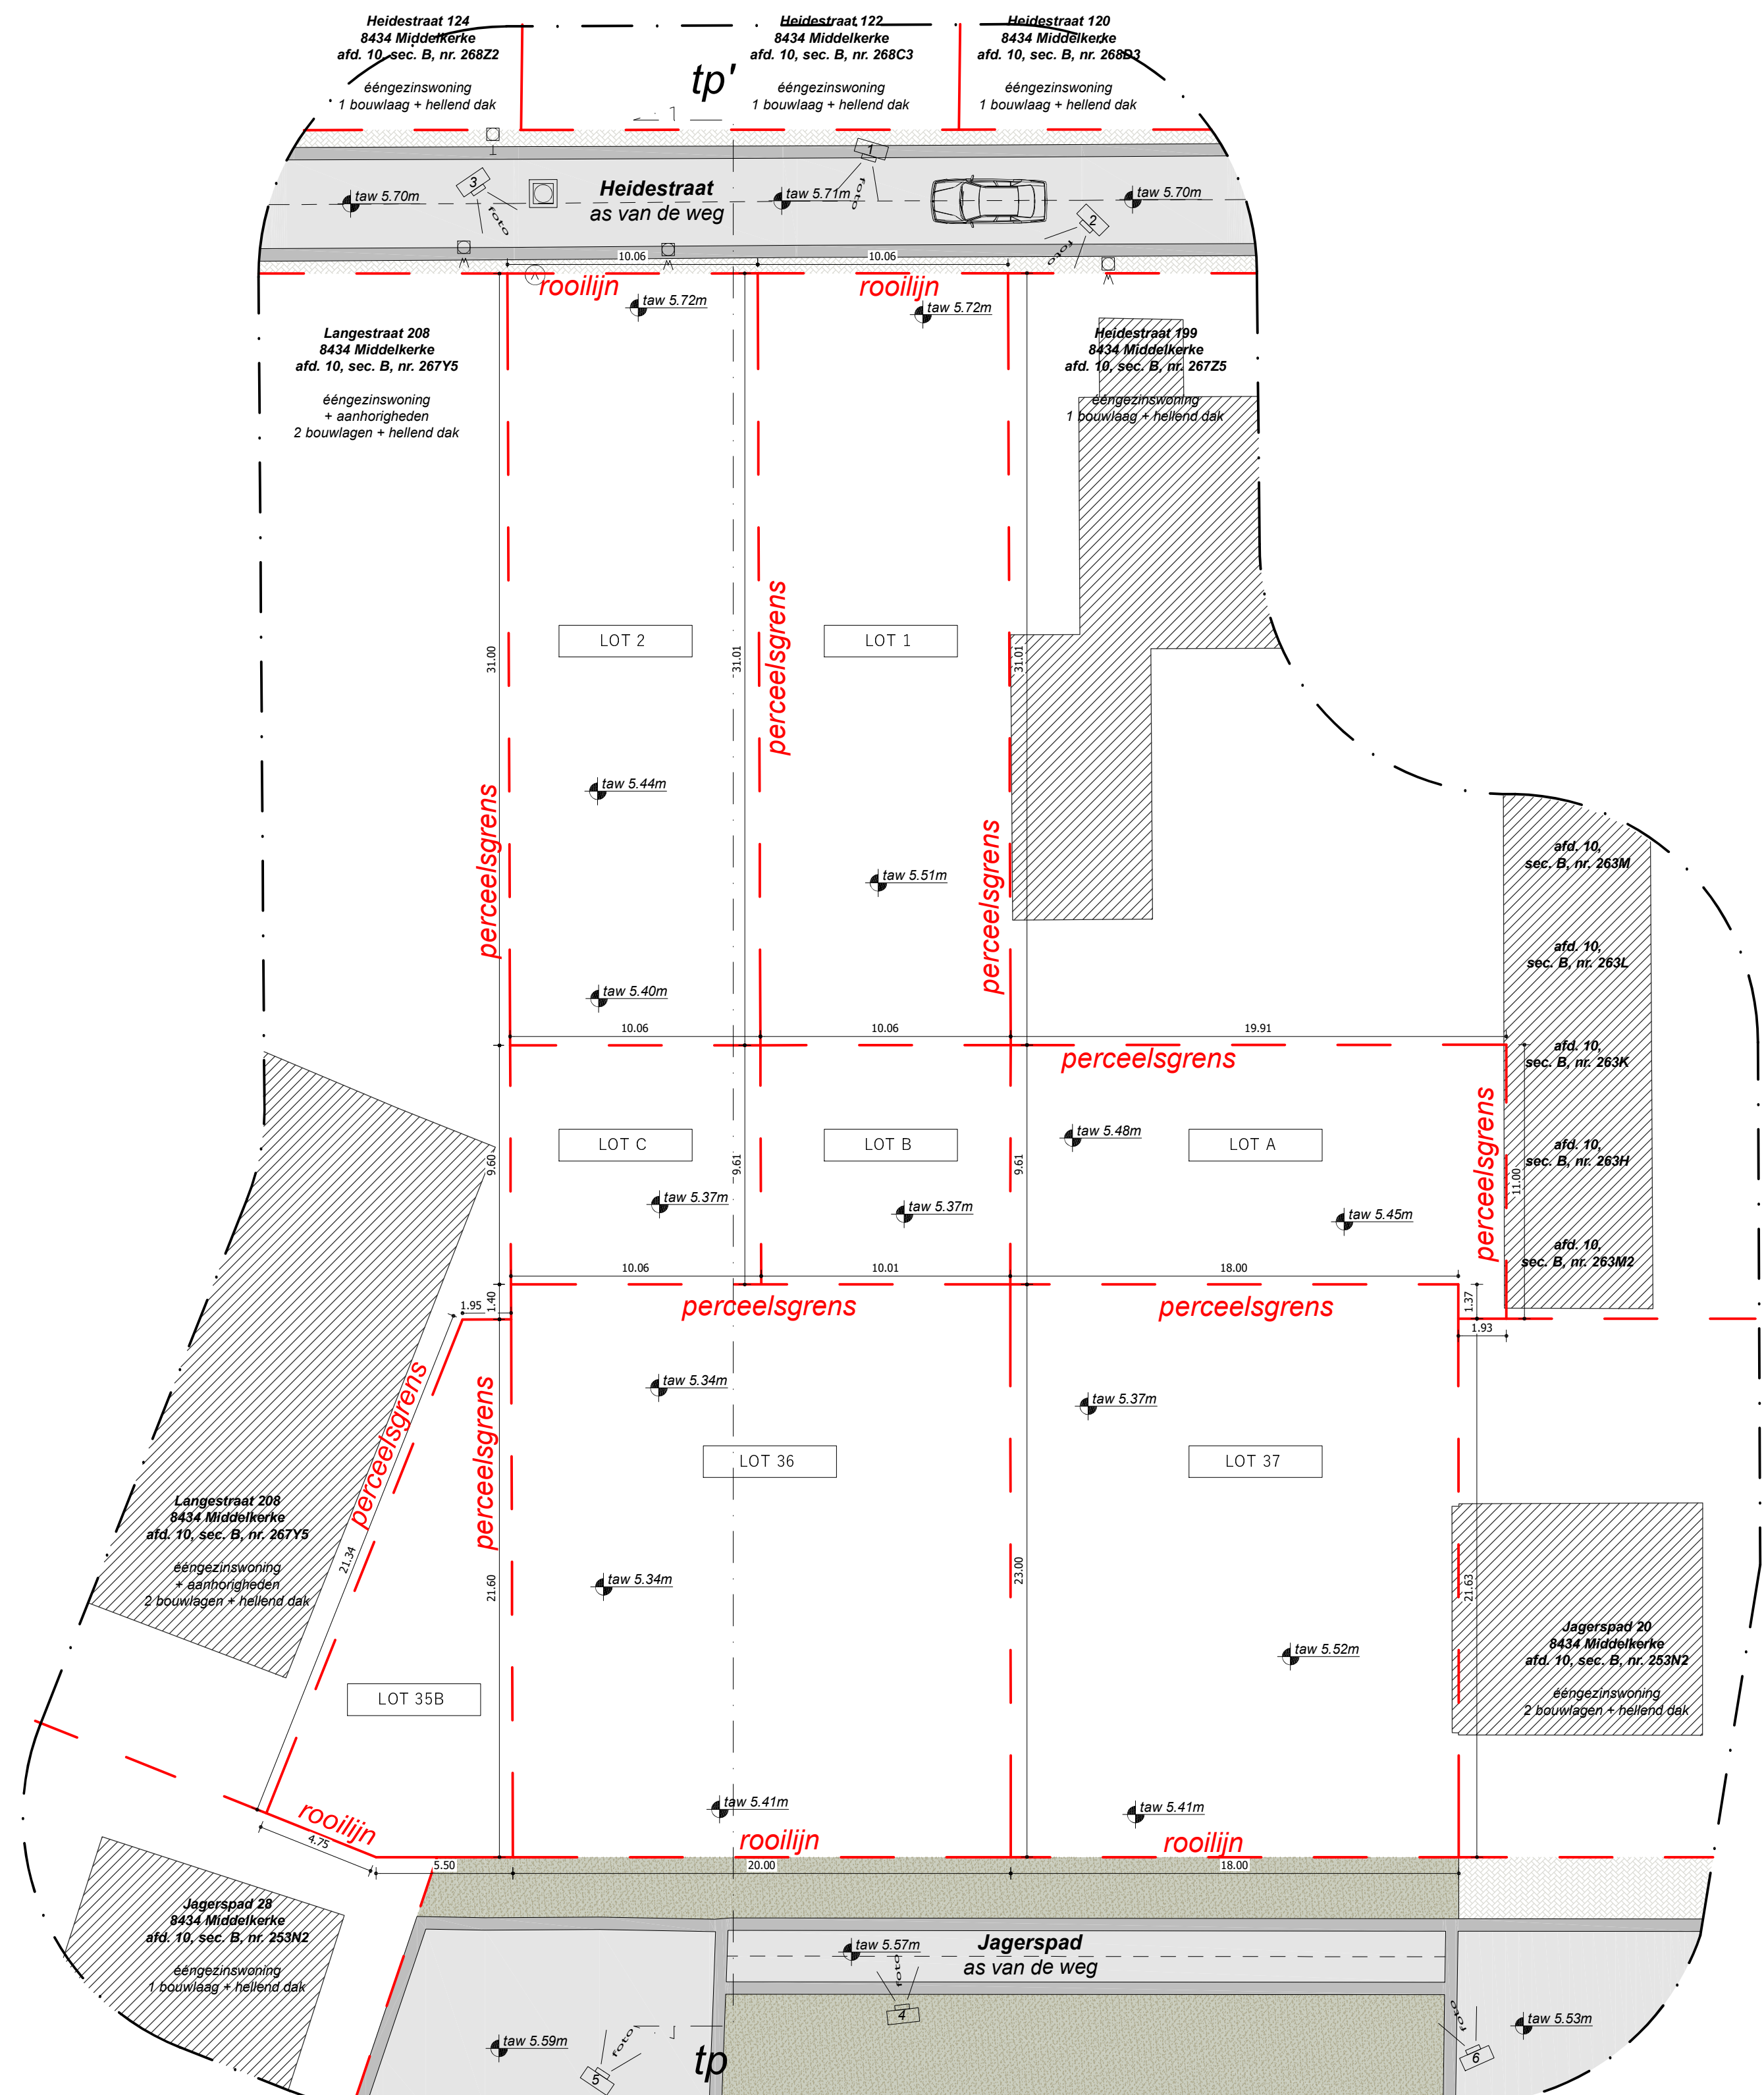 Heidestraat 124
8434 Middelkerke
afd. 10, sec. B, nr. 268Z2
ééngezinswoning
1 bouwlaag + hellend dak
Heidestraat 122
8434 Middelkerke
afd. 10, sec. B, nr. 268C3
ééngezinswoning
1 bouwlaag + hellend dak
Heidestraat 120
8434 Middelkerke
afd. 10, sec. B, nr. 268D3
ééngezinswoning
1 bouwlaag + hellend dak
tp'
1
3
foto
foto
2
foto
taw 5.70m
Heidestraat
as van de weg
taw 5.71m
taw 5.70m
10.06
10.06
rooilijn
rooilijn
taw 5.72m
taw 5.72m
Langestraat 208
8434 Middelkerke
afd. 10, sec. B, nr. 267Y5
ééngezinswoning
+ aanhorigheden
2 bouwlagen + hellend dak
Heidestraat 199
8434 Middelkerke
afd. 10, sec. B, nr. 267Z5
ééngezinswoning
1 bouwlaag + hellend dak
LOT 2
LOT 1
31.00
31.01
31.01
perceelsgrens
perceelsgrens
perceelsgrens
taw 5.44m
taw 5.51m
taw 5.40m
afd. 10,
sec. B, nr. 263M
afd. 10,
sec. B, nr. 263L
afd. 10,
sec. B, nr. 263K
afd. 10,
sec. B, nr. 263H
afd. 10,
sec. B, nr. 263M2
10.06
10.06
19.91
perceelsgrens
perceelsgrens
11.00
LOT C
LOT B
LOT A
taw 5.48m
9.60
9.61
9.61
taw 5.37m
taw 5.37m
taw 5.45m
10.06
10.01
18.00
1.95
1.40
1.37
1.93
perceelsgrens
perceelsgrens
perceelsgrens
perceelsgrens
taw 5.34m
taw 5.37m
LOT 36
LOT 37
Langestraat 208
8434 Middelkerke
afd. 10, sec. B, nr. 267Y5
ééngezinswoning
+ aanhorigheden
2 bouwlagen + hellend dak
21.34
21.60
23.00
21.63
taw 5.34m
taw 5.52m
Jagerspad 20
8434 Middelkerke
afd. 10, sec. B, nr. 253N2
ééngezinswoning
2 bouwlagen + hellend dak
LOT 35B
taw 5.41m
taw 5.41m
rooilijn
rooilijn
rooilijn
4.75
5.50
20.00
18.00
Jagerspad 28
8434 Middelkerke
afd. 10, sec. B, nr. 253N2
ééngezinswoning
1 bouwlaag + hellend dak
taw 5.57m
Jagerspad
as van de weg
foto
4
taw 5.59m
foto
5
tp
foto
6
taw 5.53m